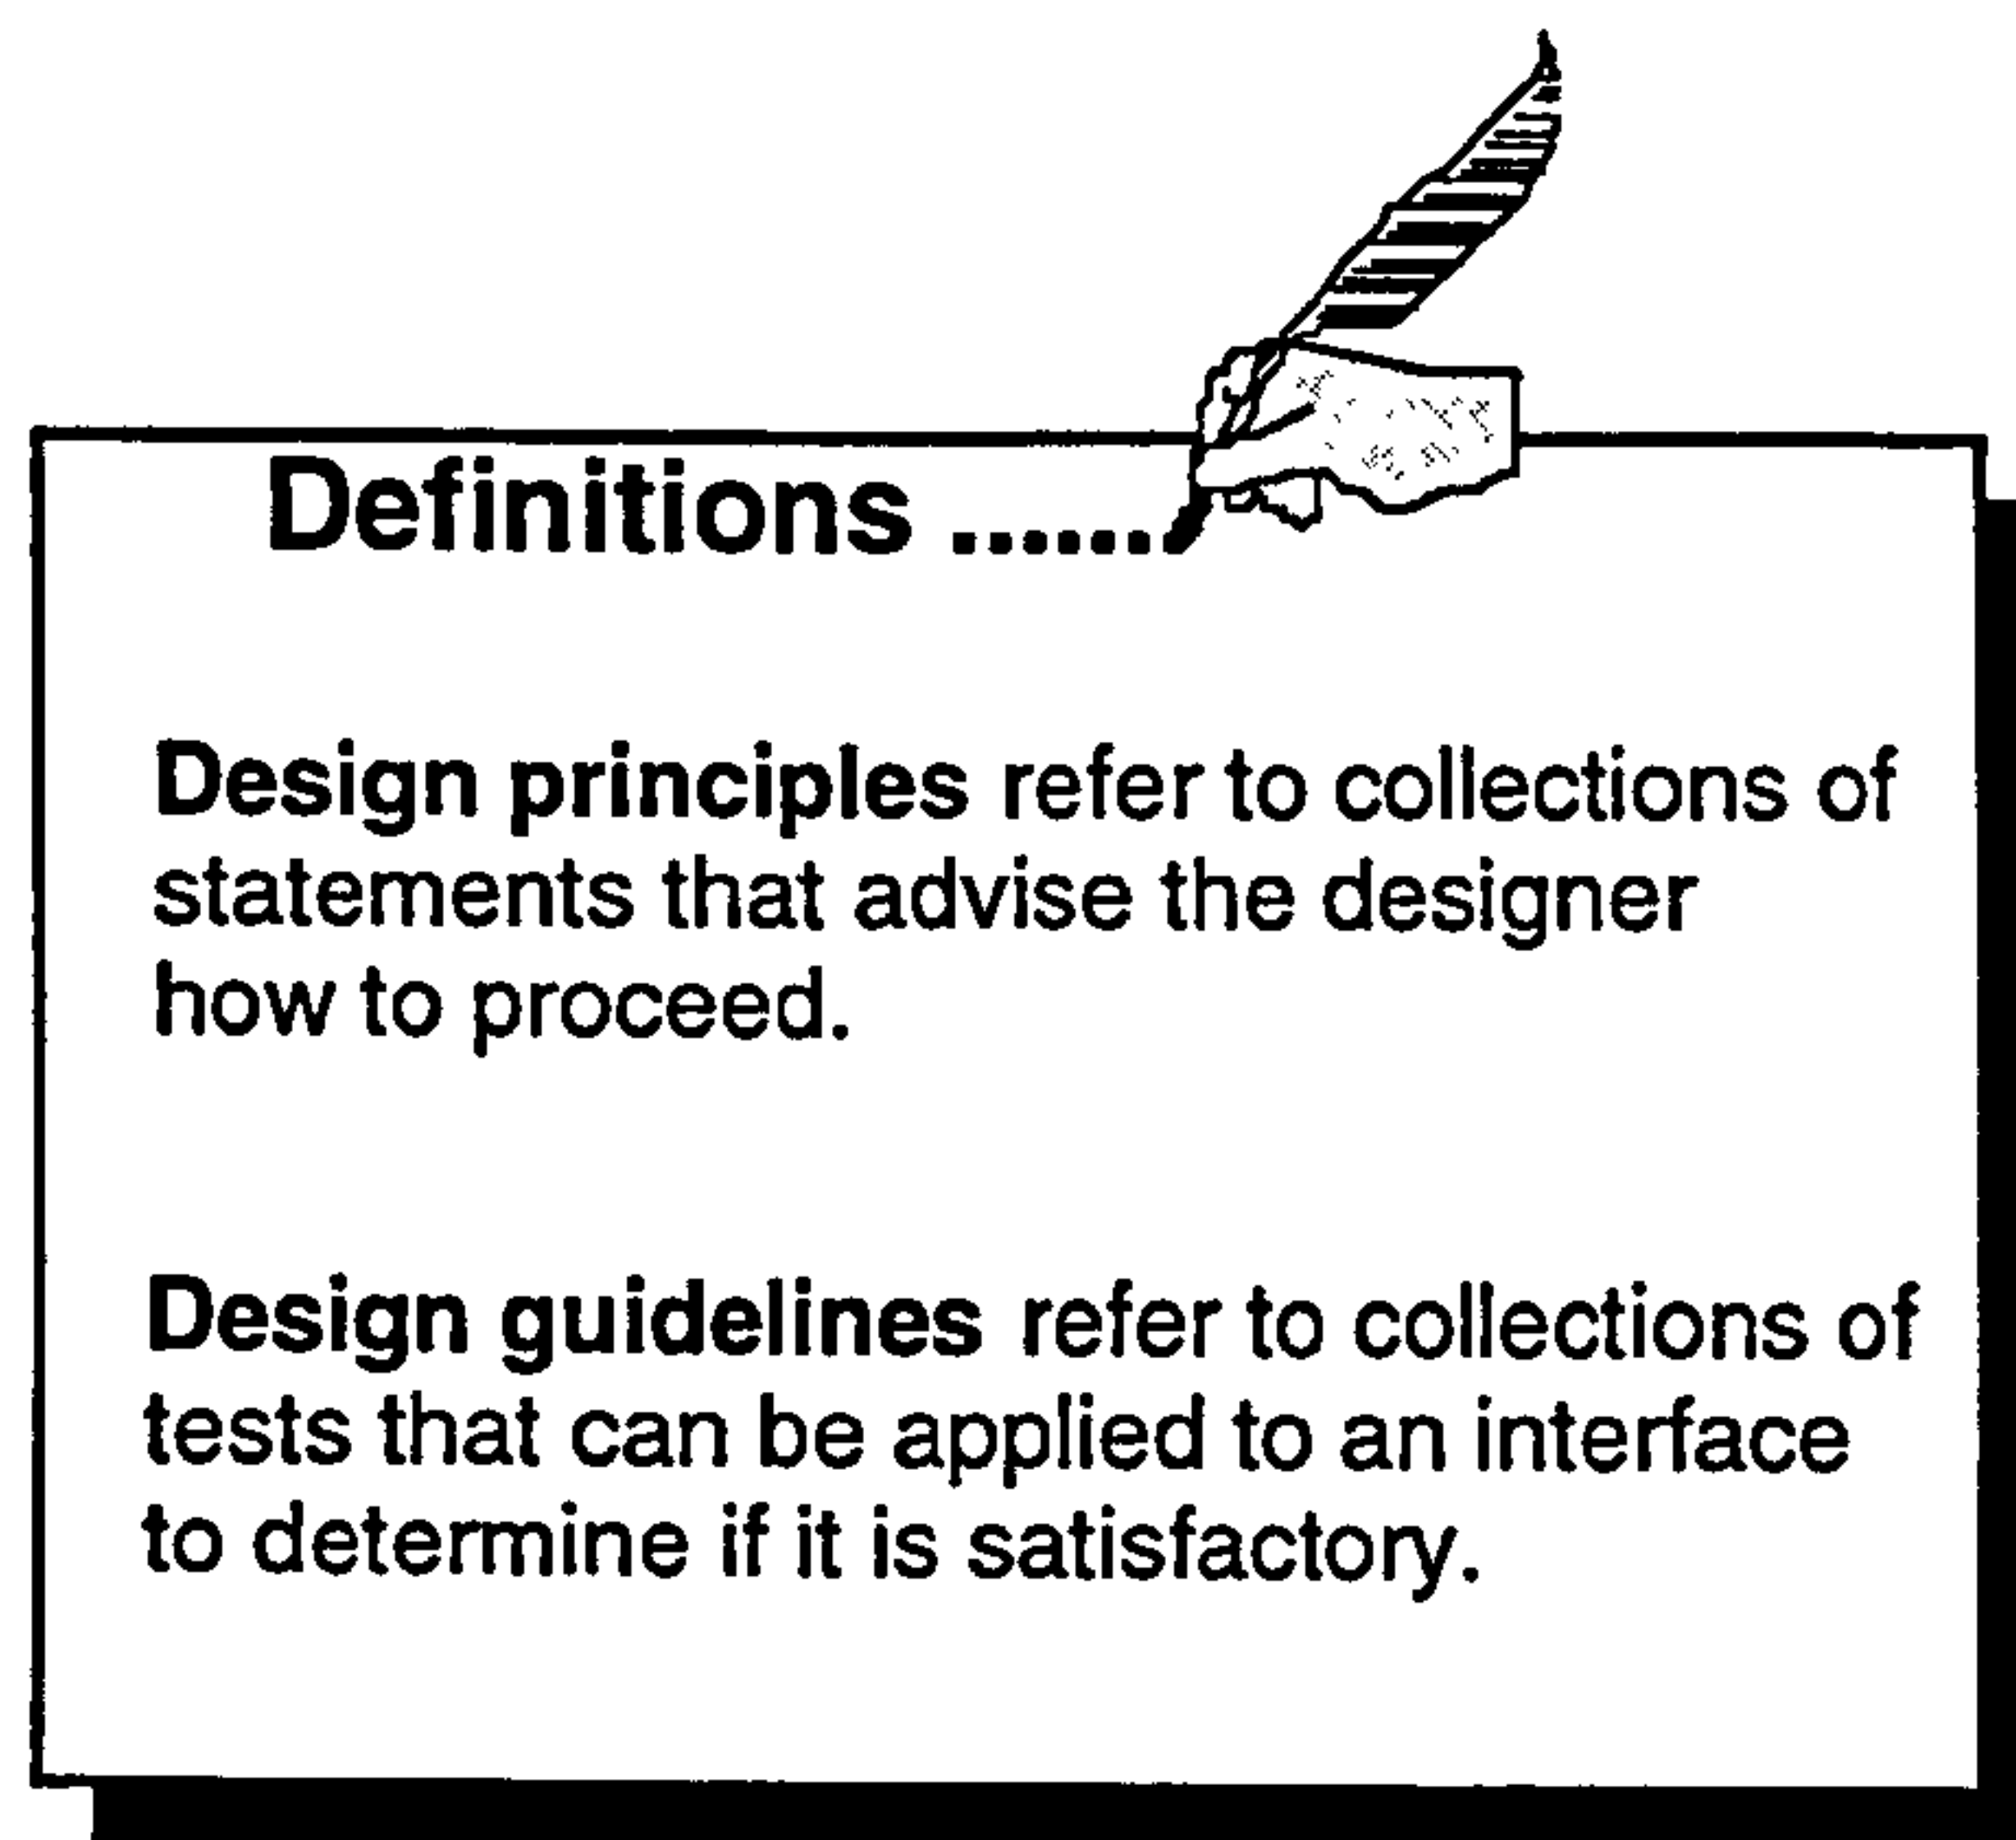 Definitions .......
Design principles refer to collections of
statements that advise the designer
how to proceed.
Design guidelines refer to collections of
tests that can be applied to an interface
to determine if it is satisfactory.